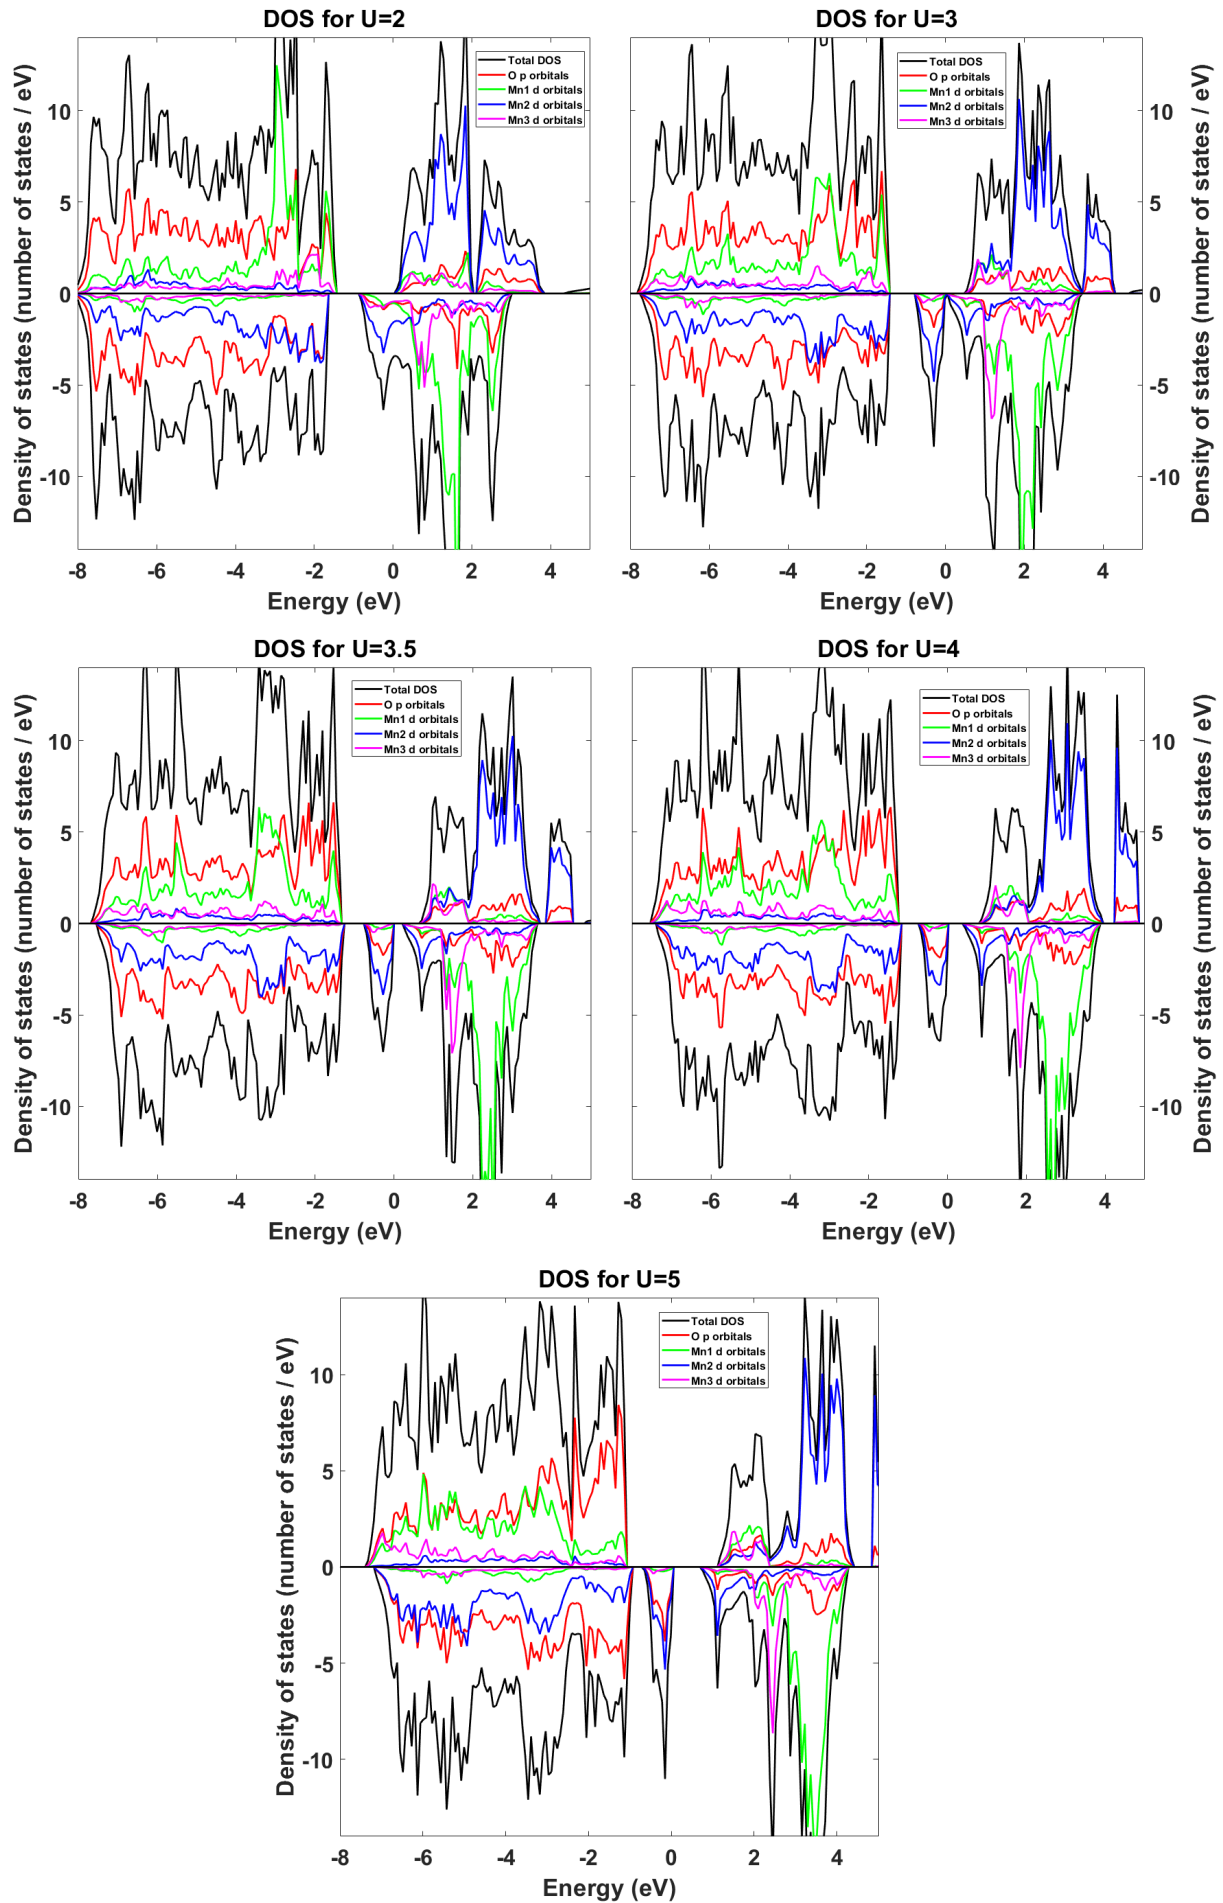 DOS for U=2
Density of states (number of states / eV)
10
5
0
-5
-10
Total DOS
O p orbitals
Mn1 d orbitals
Mn2 d orbitals
Mn3 d orbitals
-8 -6 -4 -2 0 2 4
Energy (eV)
DOS for U=3
Total DOS
O p orbitals
Mn1 d orbitals
Mn2 d orbitals
Mn3 d orbitals
10
5
0
-5
-10
Density of states (number of states / eV)
-8 -6 -4 -2 0 2 4
Energy (eV)
DOS for U=3.5
Density of states (number of states / eV)
10
5
0
-5
-10
Total DOS
O p orbitals
Mn1 d orbitals
Mn2 d orbitals
Mn3 d orbitals
-8 -6 -4 -2 0 2 4
Energy (eV)
DOS for U=4
Total DOS
O p orbitals
Mn1 d orbitals
Mn2 d orbitals
Mn3 d orbitals
10
5
0
-5
-10
Density of states (number of states / eV)
-8 -6 -4 -2 0 2 4
Energy (eV)
DOS for U=5
Density of states (number of states / eV)
10
5
0
-5
-10
Total DOS
O p orbitals
Mn1 d orbitals
Mn2 d orbitals
Mn3 d orbitals
-8 -6 -4 -2 0 2 4
Energy (eV)